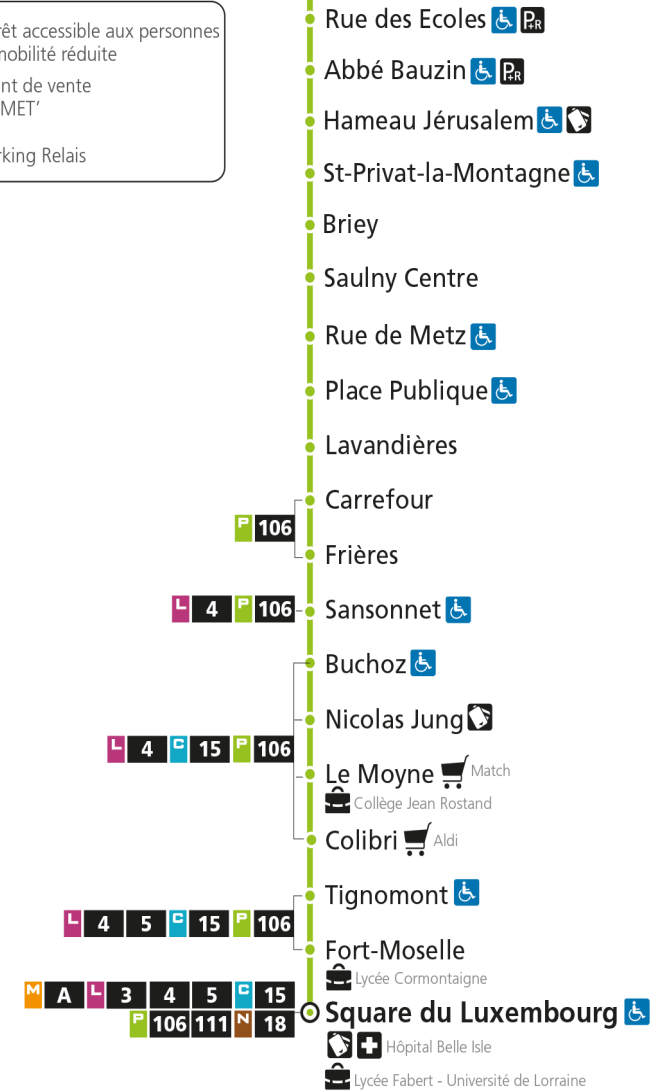 Rue des Ecoles P+R
êt accessible aux personnes
mobilité réduite
Abbé Bauzin P+R
nt de vente
MET'
Hameau Jérusalem
rking Relais
St-Privat-la-Montagne
Briey
Saulny Centre
Rue de Metz
Place Publique
Lavandières
Carrefour
P 106
Frières
L 4 P 106 Sansonnet
Buchoz
Nicolas Jung
L 4 C 15 P 106
Le Moyne Match
Collège Jean Rostand
Colibri Aldi
Tignomont
L 4 5 C 15 P 106
Fort-Moselle
Lycée Cormontaigne
M A L 3 4 5 C 15
P 106 111 N 18
Square du Luxembourg
Hôpital Belle Isle
Lycée Fabert - Université de Lorraine